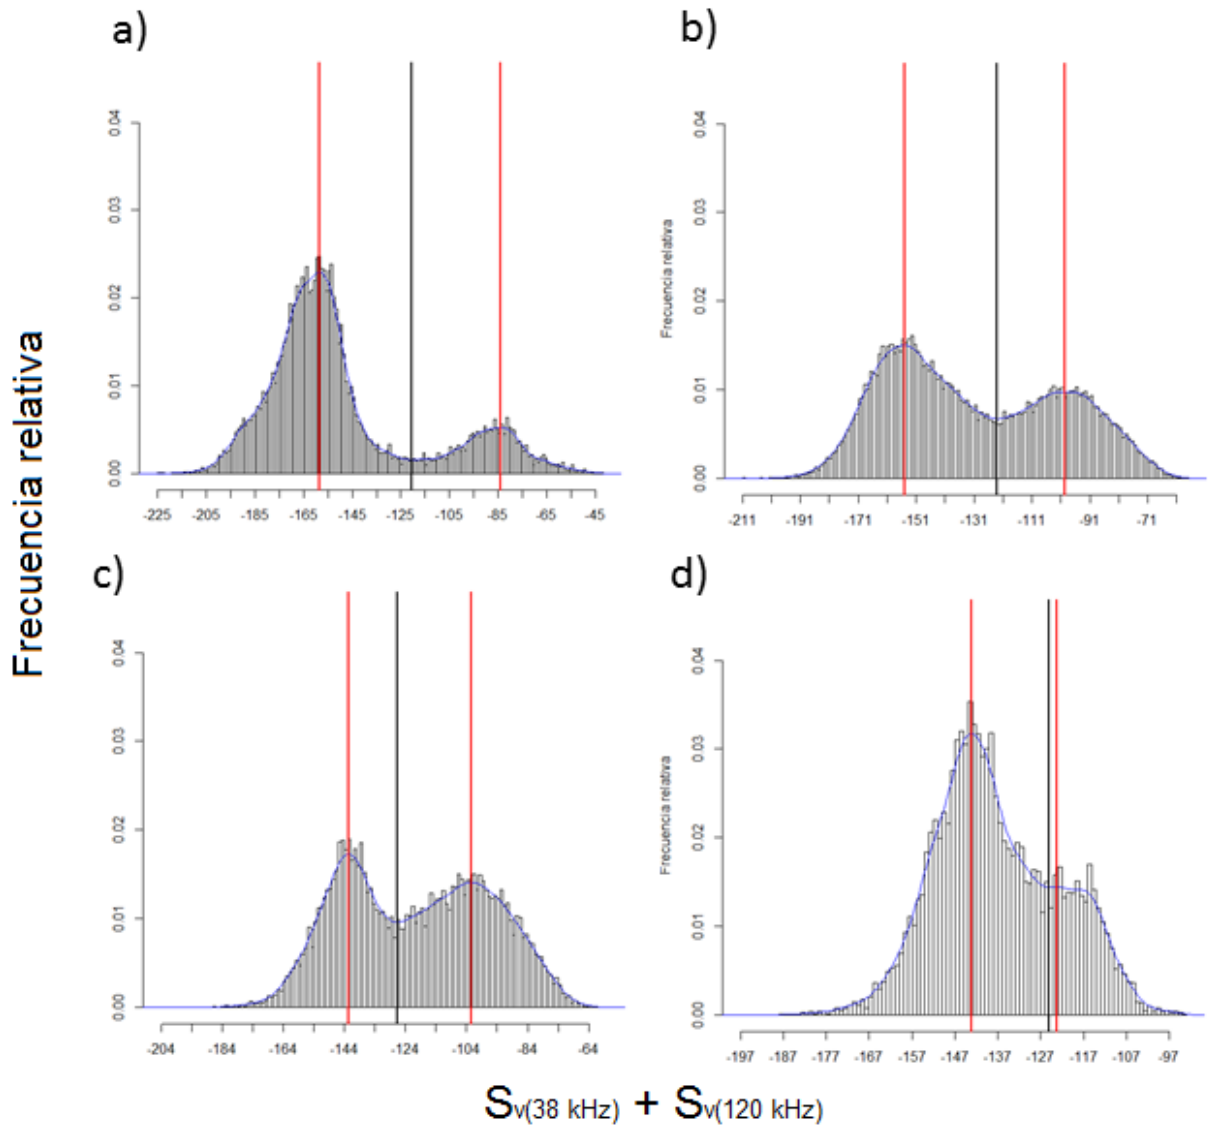 a)
0.04
0.03
0.02
0.01
0.00
-225 -205 -185 -165 -145 -125 -105 -85 -65 -45
b)
Frecuencia relativa
0.04
0.03
0.02
0.01
0.00
-211 -191 -171 -151 -131 -111 -91 -71
Frecuencia relativa
c)
0.04
0.03
0.02
0.01
0.00
-204 -184 -164 -144 -124 -104 -84 -64
d)
Frecuencia relativa
0.04
0.03
0.02
0.01
0.00
-197 -187 -177 -167 -157 -147 -137 -127 -117 -107 -97
Sv(38 kHz) + Sv(120 kHz)